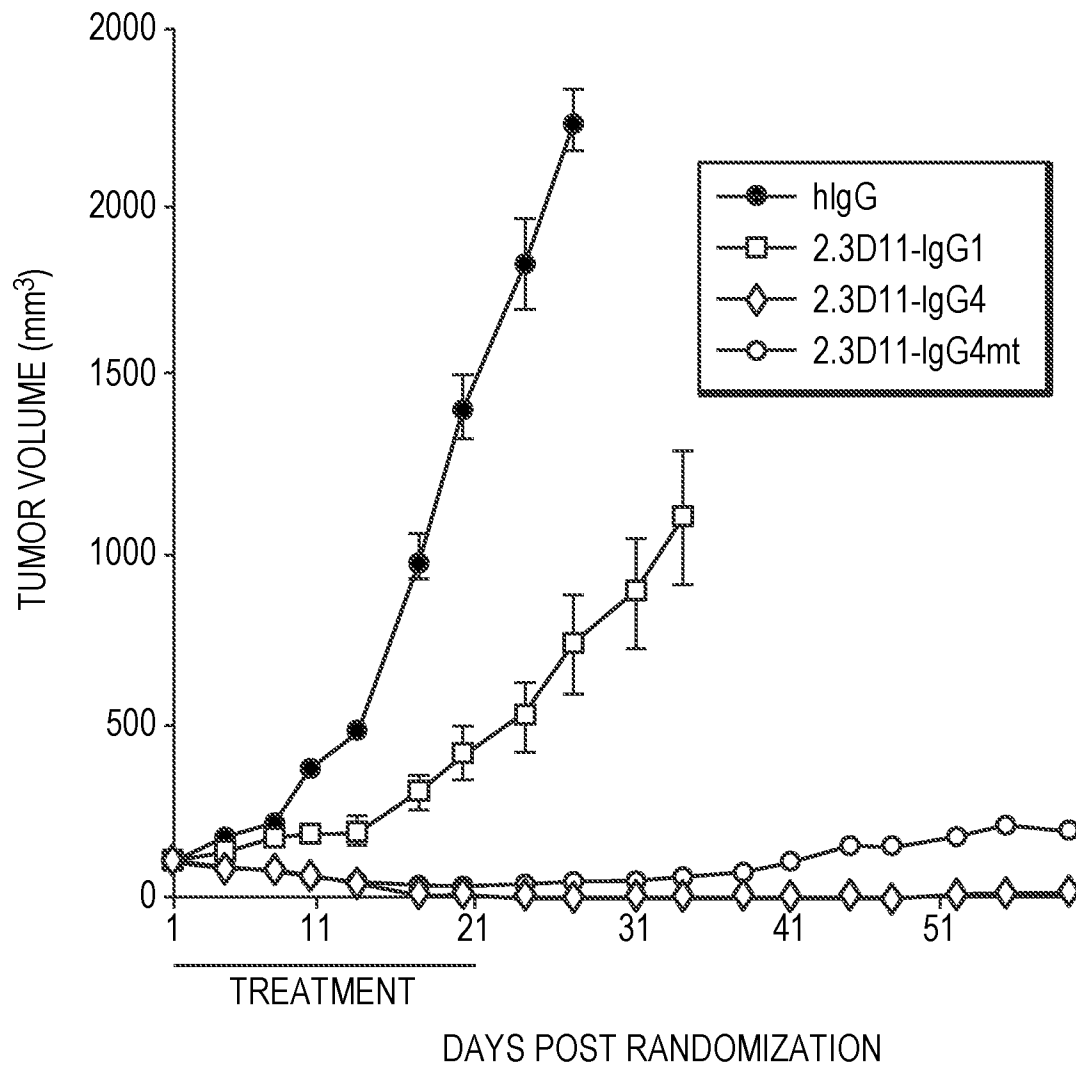 TUMOR VOLUME (mm³)
2000
2000
1500
1000
500
0
hIgG
2.3D11-IgG1
2.3D11-IgG4
2.3D11-IgG4mt
1 11 21 31 41 51
TREATMENT
DAYS POST RANDOMIZATION